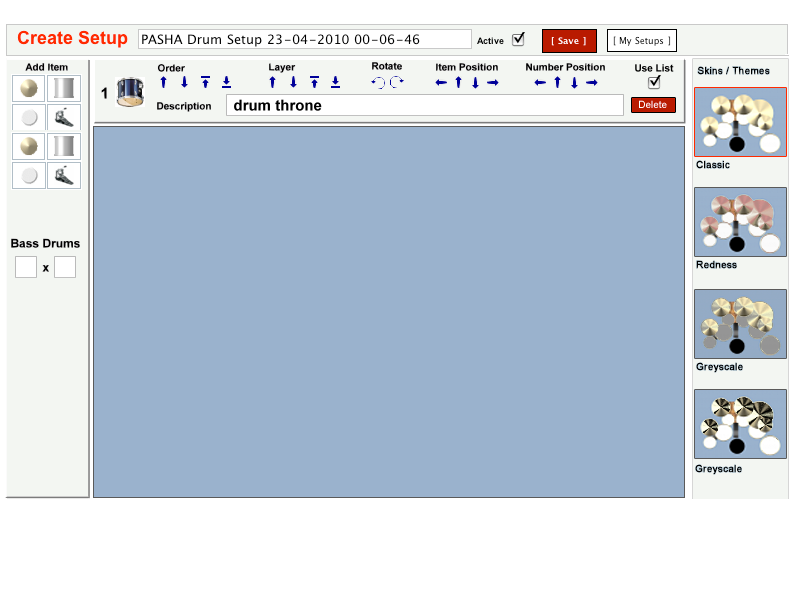 Create Setup PASHA Drum Setup 23-04-2010 00-06-46 Active [ Save ] [ My Setups ]
Add Item
Order Layer Rotate Item Position Number Position Use List
1
Description drum throne Delete
Bass Drums
x
Skins / Themes
Classic
Redness
Greyscale
Greyscale